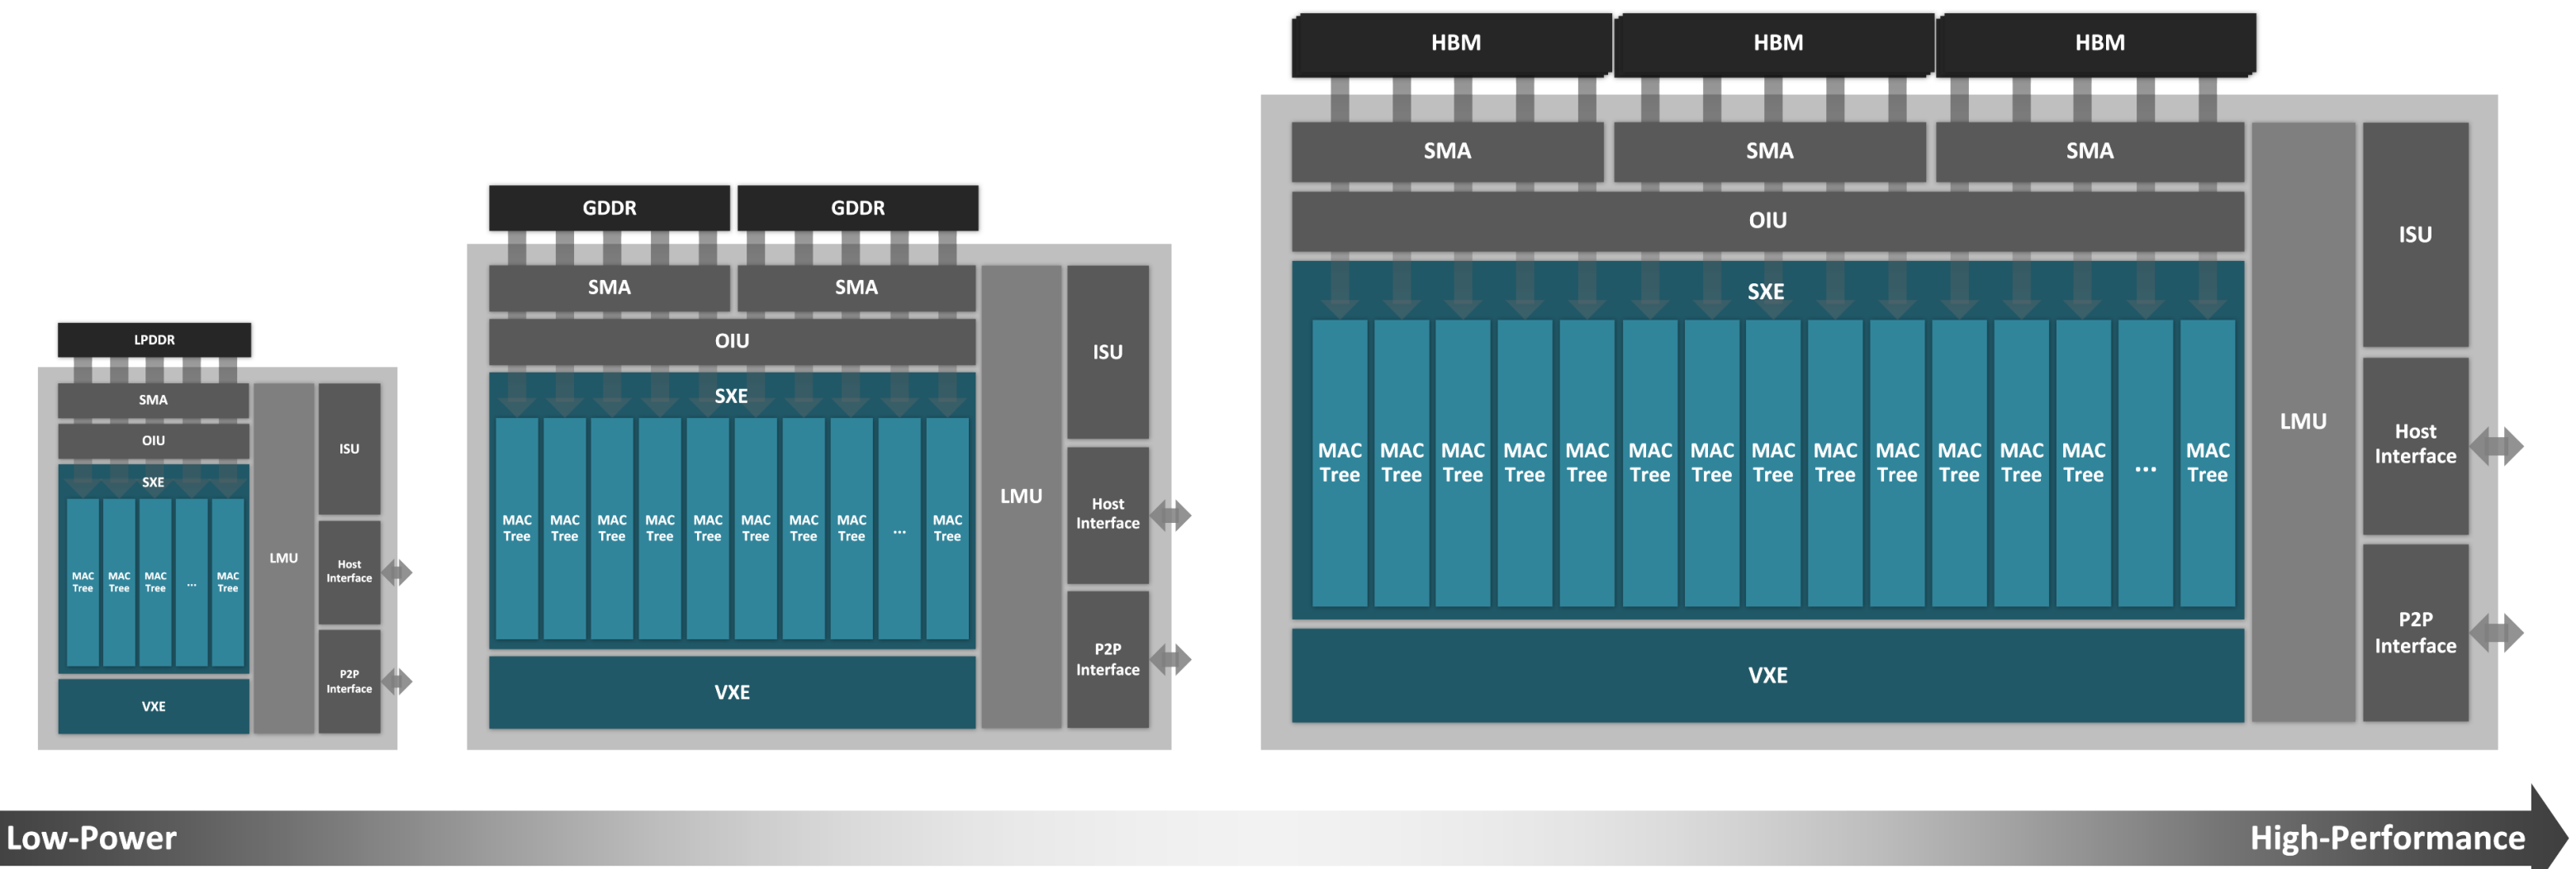 LPDDR
SMA
OIU
SXE
MAC
Tree
MAC
Tree
MAC
Tree
...
MAC
Tree
VXE
LMU
ISU
Host
Interface
P2P
Interface
GDDR
GDDR
SMA
SMA
OIU
SXE
MAC
Tree
MAC
Tree
MAC
Tree
MAC
Tree
MAC
Tree
MAC
Tree
MAC
Tree
MAC
Tree
...
MAC
Tree
VXE
LMU
ISU
Host
Interface
P2P
Interface
HBM
HBM
HBM
SMA
SMA
SMA
OIU
SXE
MAC
Tree
MAC
Tree
MAC
Tree
MAC
Tree
MAC
Tree
MAC
Tree
MAC
Tree
MAC
Tree
MAC
Tree
MAC
Tree
MAC
Tree
MAC
Tree
MAC
Tree
...
MAC
Tree
VXE
LMU
ISU
Host
Interface
P2P
Interface
Low-Power
High-Performance